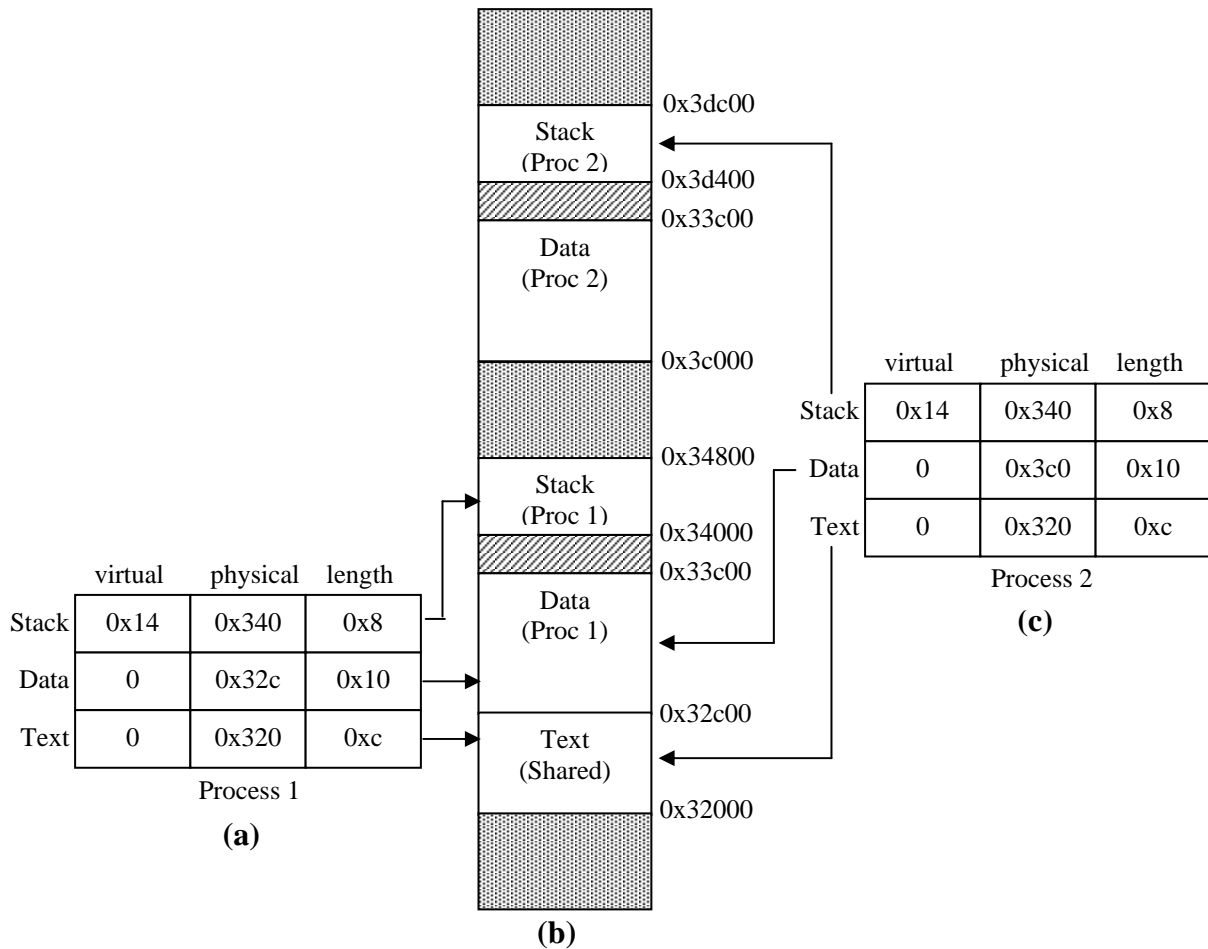 0x3dc00
Stack
(Proc 2)
0x3d400
0x33c00
Data
(Proc 2)
0x3c000
0x34800
Stack
(Proc 1)
0x34000
0x33c00
Data
(Proc 1)
0x32c00
Text
(Shared)
0x32000
(b)
virtual physical length
Stack 0x14 0x340 0x8
Data 0 0x32c 0x10
Text 0 0x320 0xc
Process 1
(a)
virtual physical length
Stack 0x14 0x340 0x8
Data 0 0x3c0 0x10
Text 0 0x320 0xc
Process 2
(c)